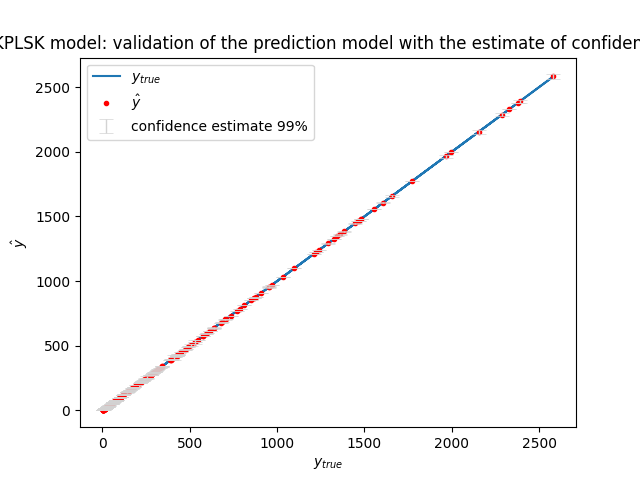 KPLSK model: validation of the prediction model with the estimate of confiden
y_true
ŷ
confidence estimate 99%
2500
2000
1500
1000
500
0
ŷ
0 500 1000 1500 2000 2500
y_true